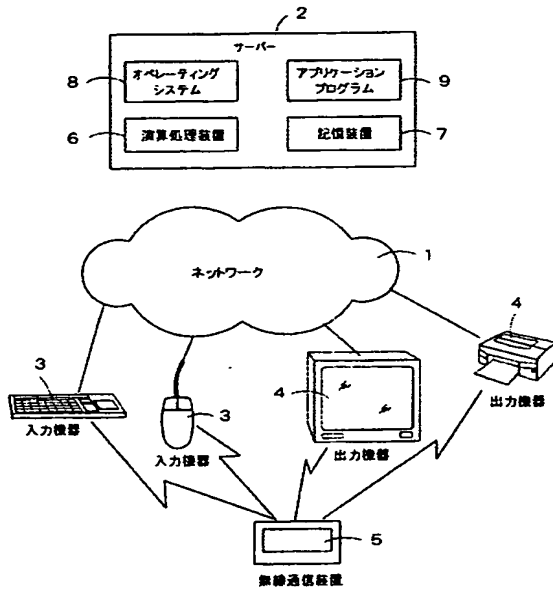 2
サーバー
8
オペレーティング
システム
アプリケーション
プログラム
9
6
演算処理装置
記憶装置
7
ネットワーク
1
3
入力機器
3
入力機器
4
出力機器
4
出力機器
5
無線通信装置